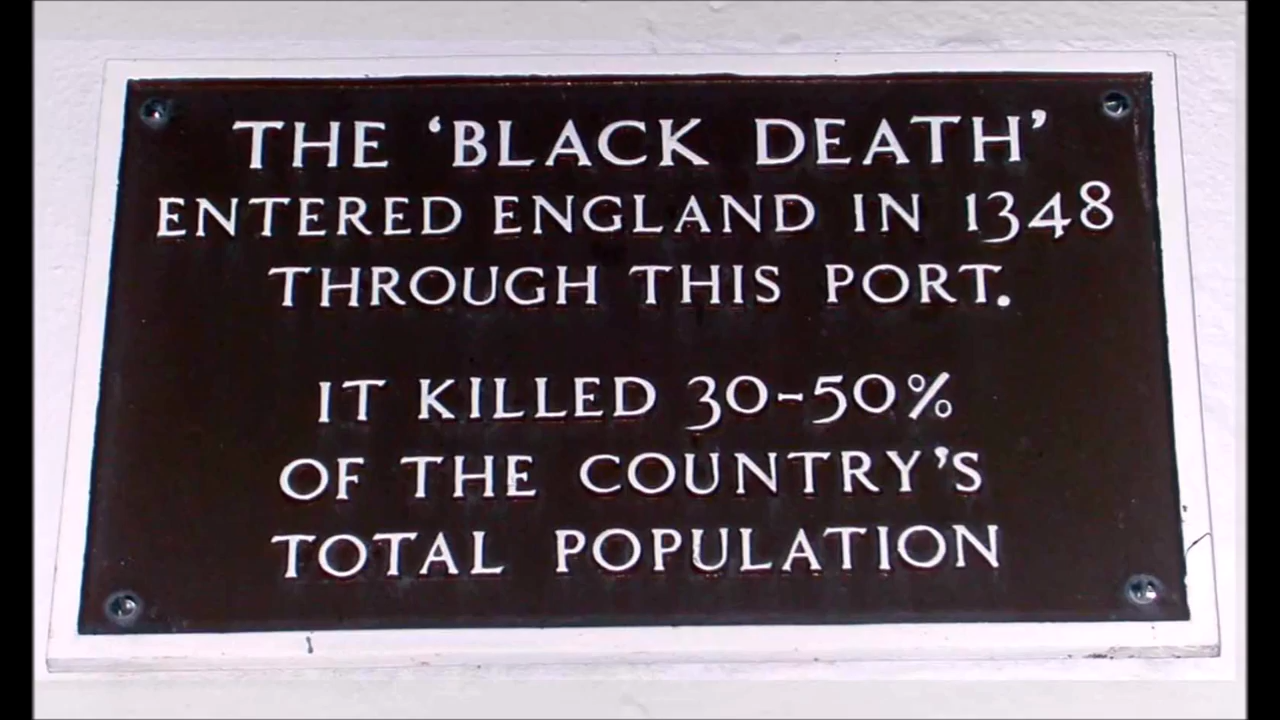 THE ‘BLACK DEATH’
ENTERED ENGLAND IN 1348
THROUGH THIS PORT.
IT KILLED 30-50%
OF THE COUNTRY’S
TOTAL POPULATION